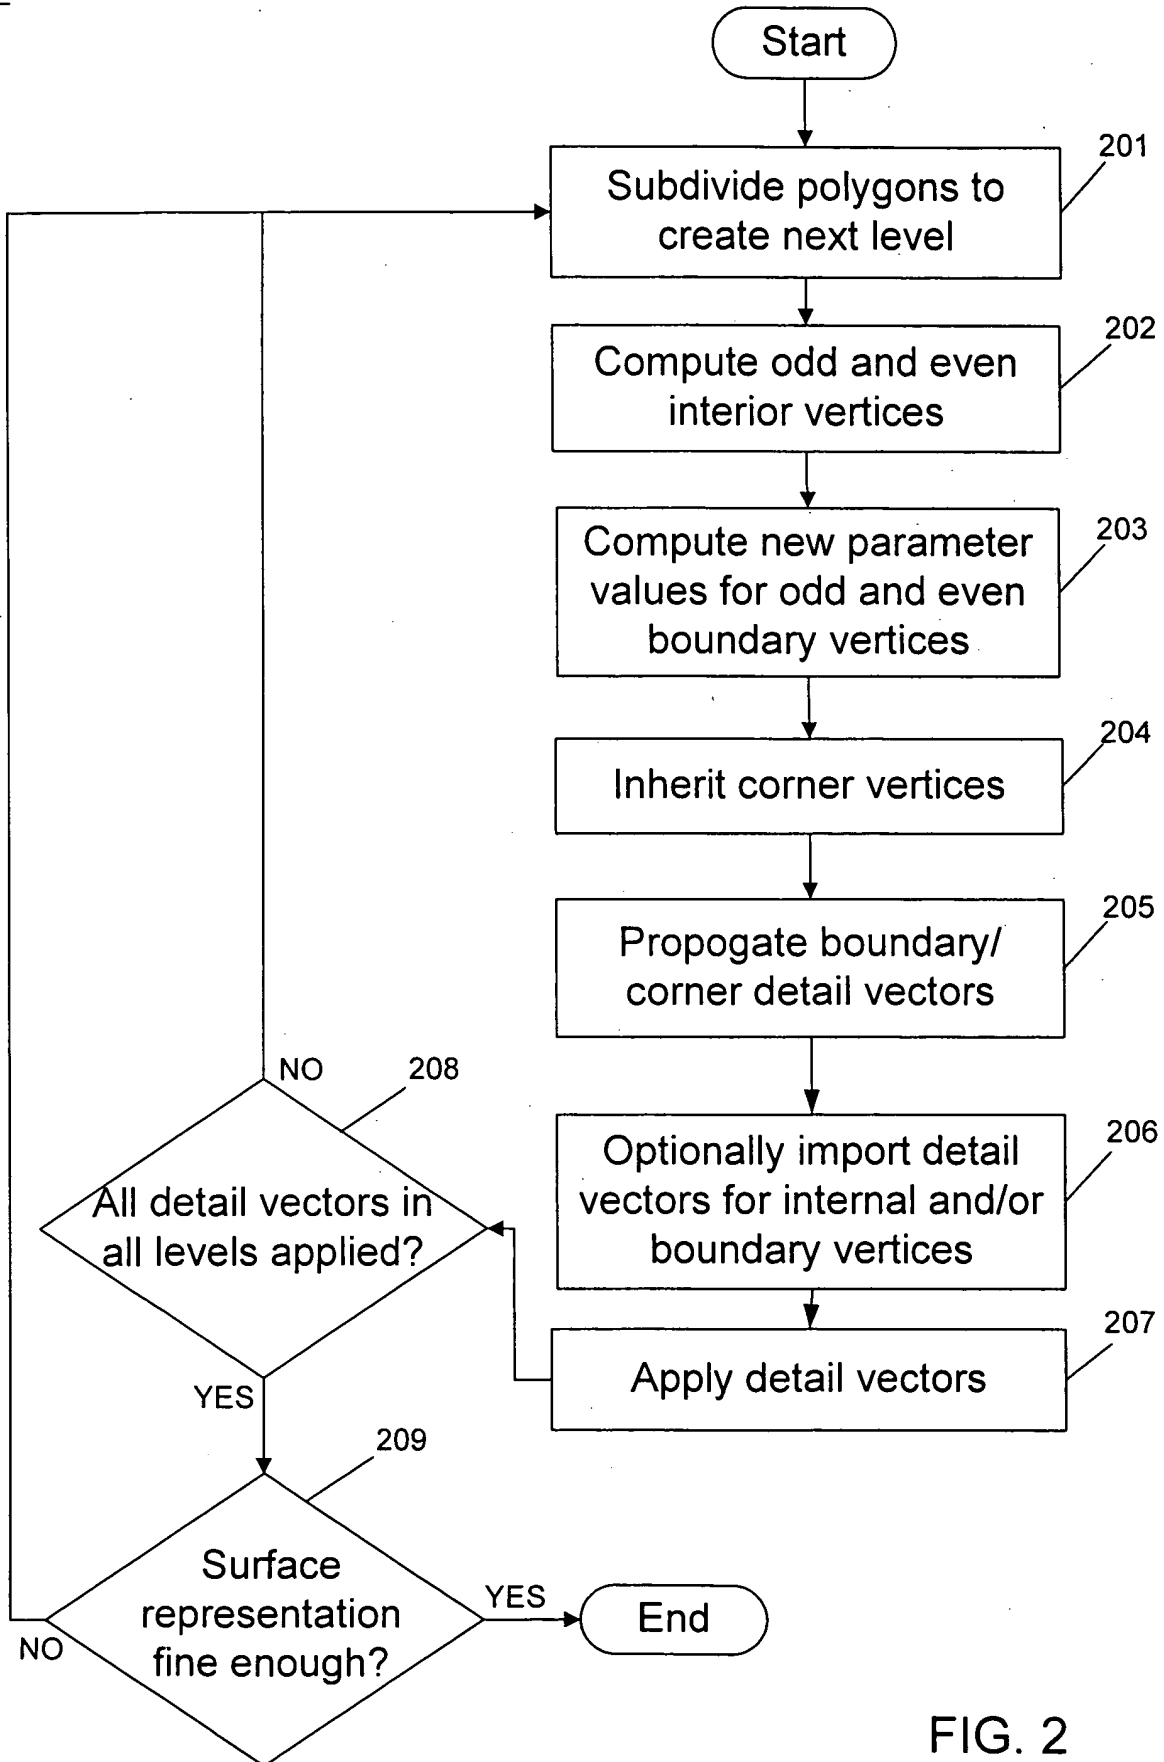 Start
201
Subdivide polygons to
create next level
202
Compute odd and even
interior vertices
203
Compute new parameter
values for odd and even
boundary vertices
204
Inherit corner vertices
205
Propogate boundary/
corner detail vectors
206
Optionally import detail
vectors for internal and/or
boundary vertices
207
Apply detail vectors
NO
208
All detail vectors in
all levels applied?
YES
209
Surface
representation
fine enough?
YES
End
NO
FIG. 2